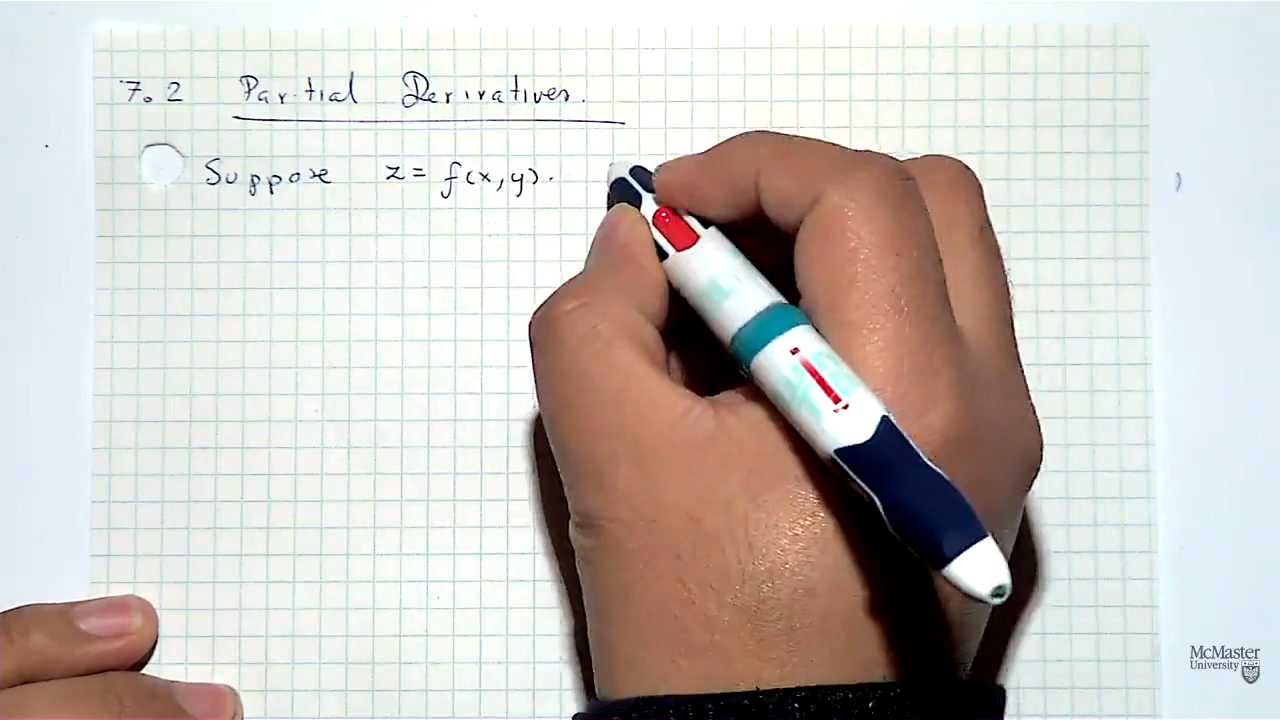 7.2 Partial Derivatives.
Suppose z = f(x,y).
McMaster
University